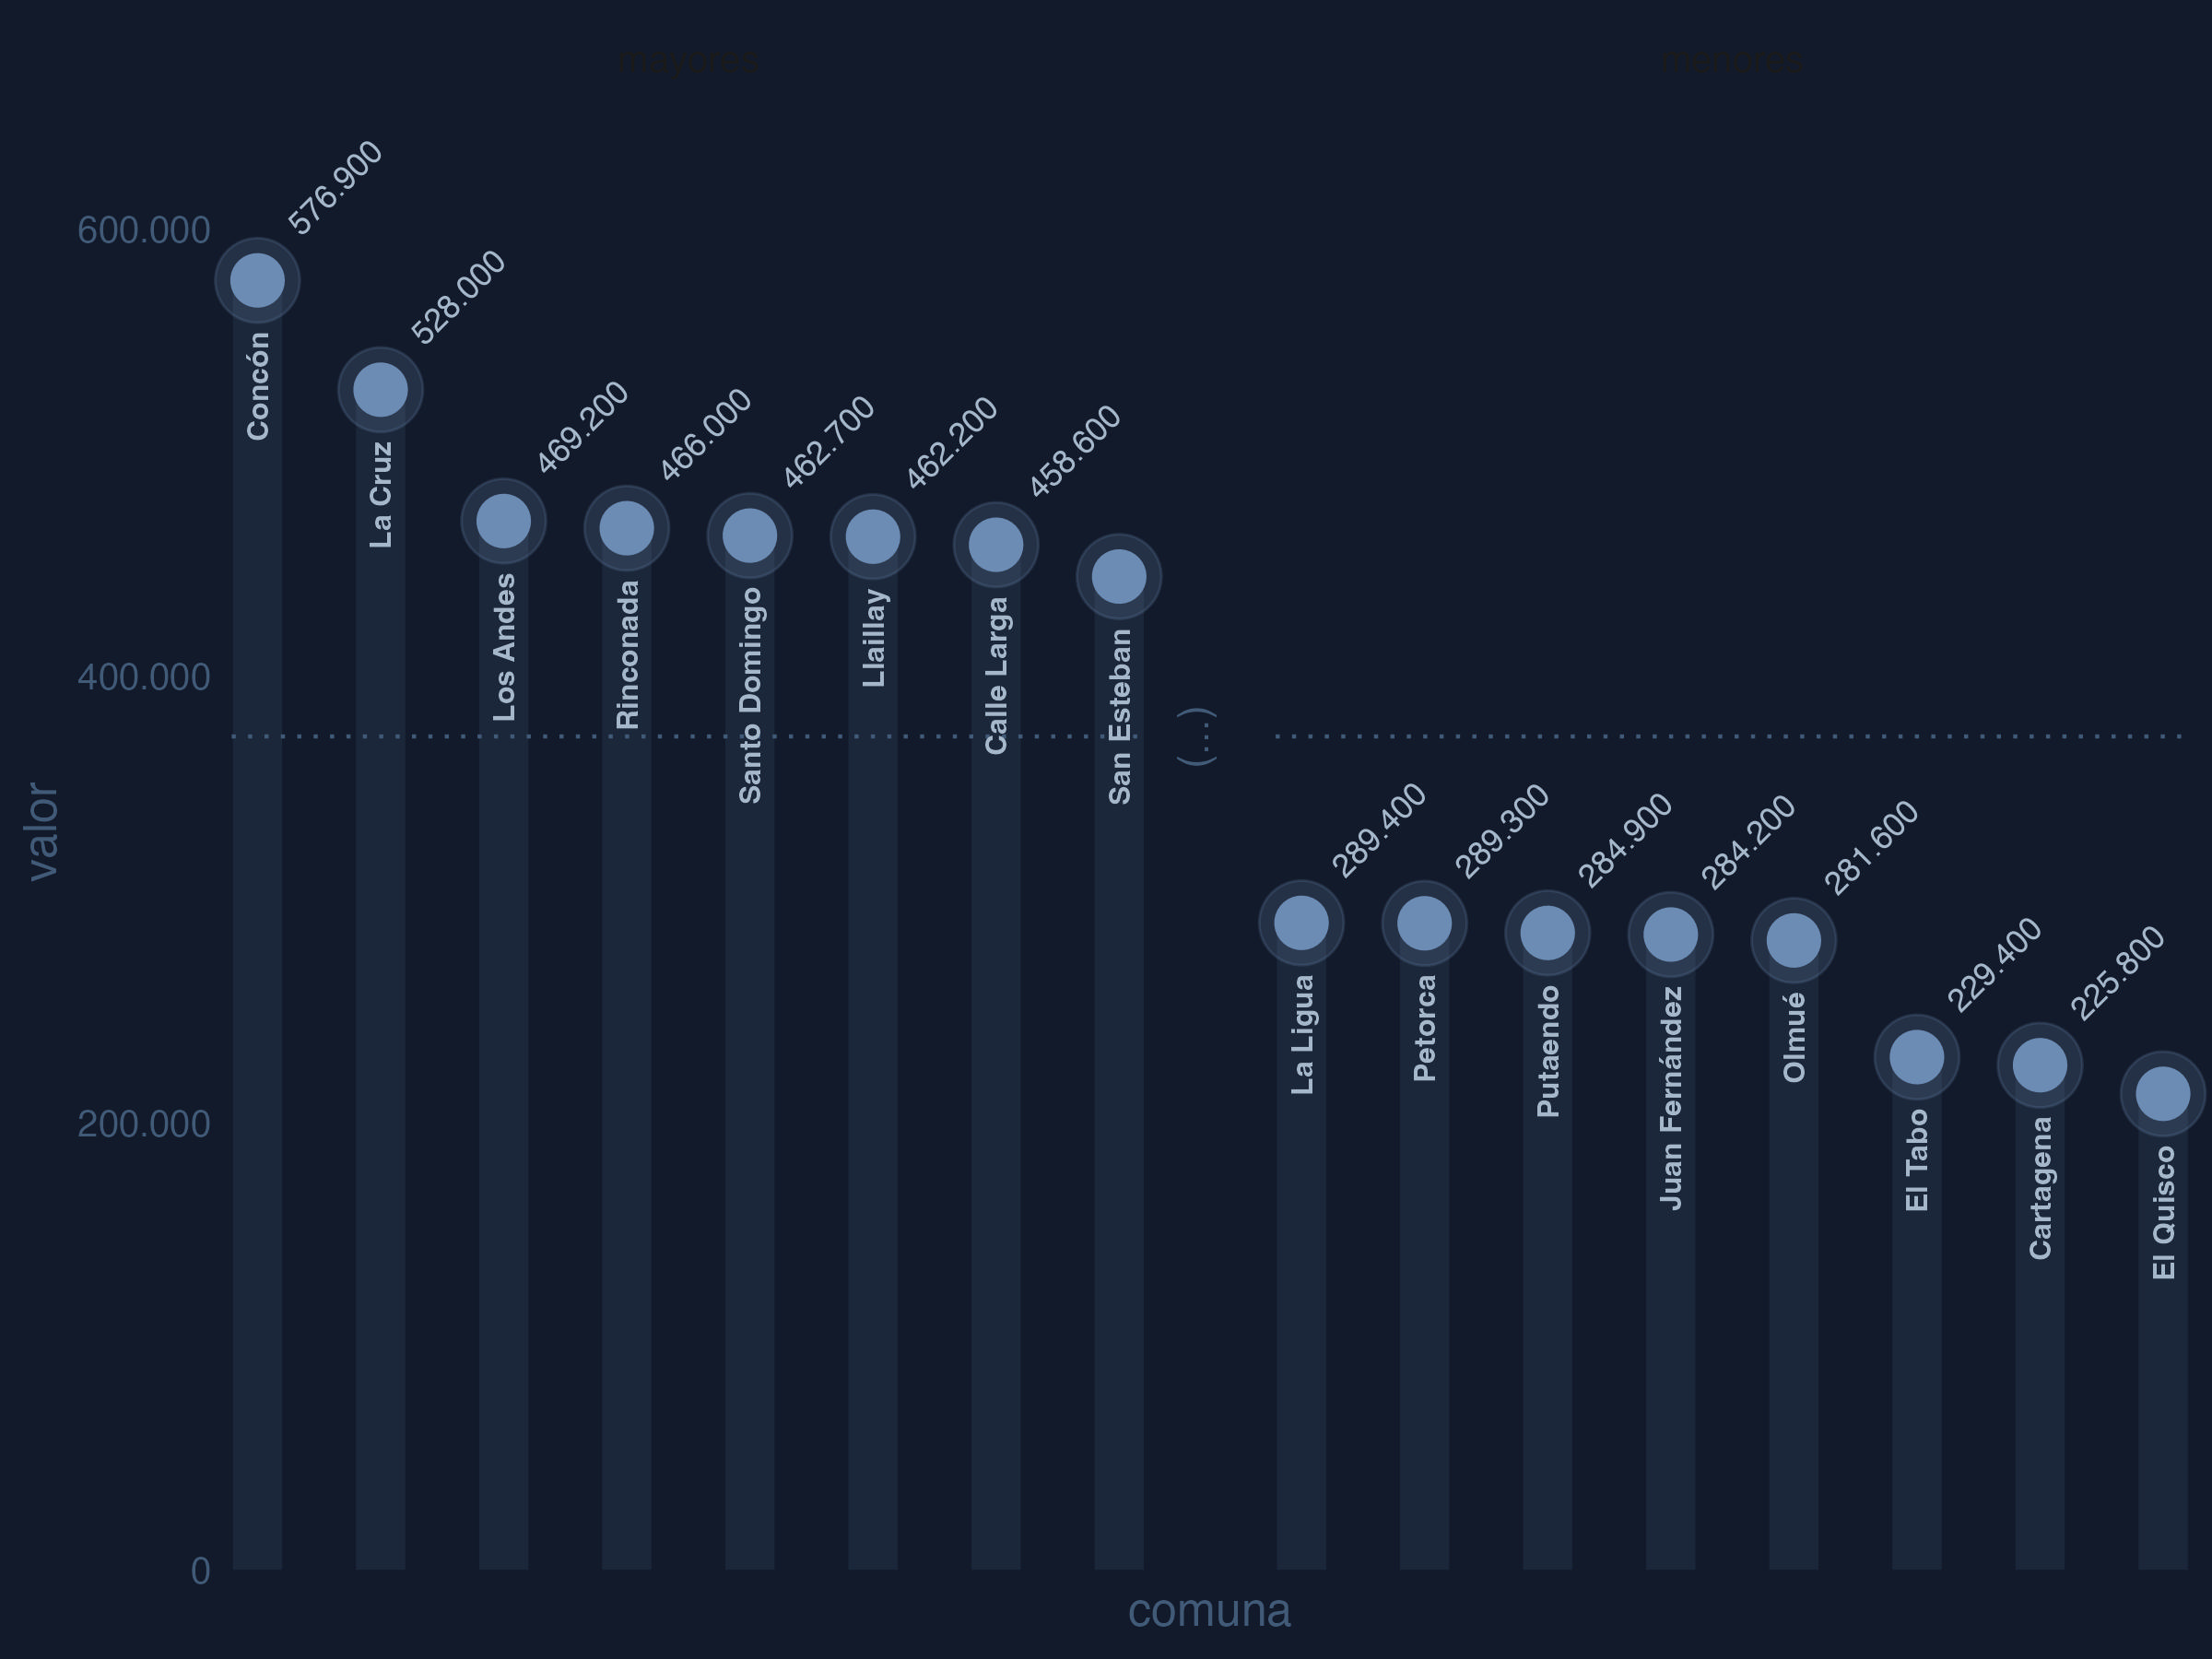 mayores
menores
600.000
400.000
200.000
0
valor
576.900
Concón
528.000
La Cruz
469.200
Los Andes
466.000
Rinconada
462.700
Santo Domingo
462.200
Llaillay
458.600
Calle Larga
San Esteban
(...)
289.400
La Ligua
289.300
Petorca
284.900
Putaendo
284.200
Juan Fernández
281.600
Olmué
229.400
El Tabo
225.800
Cartagena
El Quisco
comuna